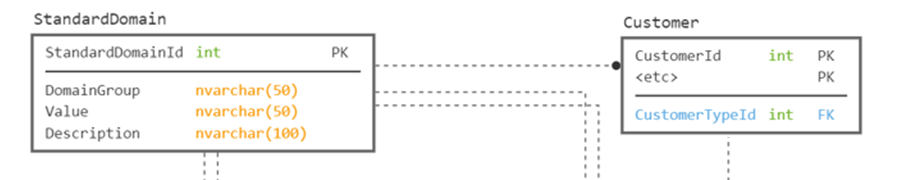 StandardDomain
StandardDomainId int PK
DomainGroup nvarchar(50)
Value nvarchar(50)
Description nvarchar(100)
Customer
CustomerId int PK
<etc> PK
CustomerTypeId int FK